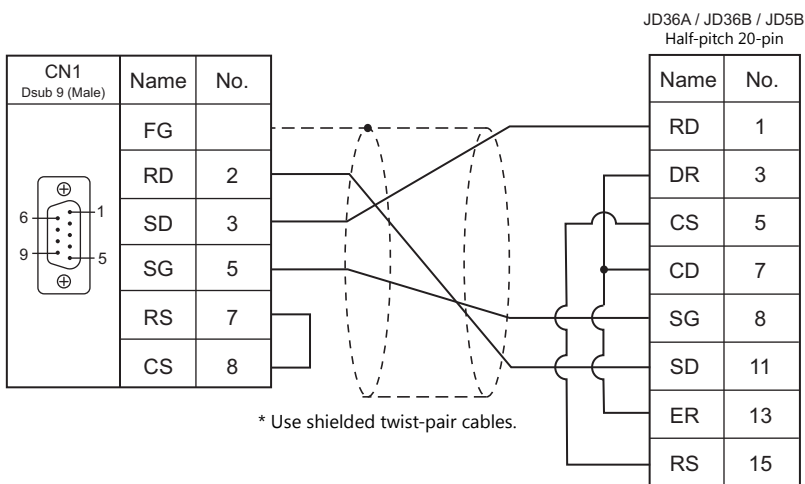 JD36A / JD36B / JD5B
Half-pitch 20-pin
CN1
Dsub 9 (Male)
Name No.
FG
RD 2
SD 3
SG 5
RS 7
CS 8
6
1
9
5
Name No.
RD 1
DR 3
CS 5
CD 7
SG 8
SD 11
ER 13
RS 15
* Use shielded twist-pair cables.